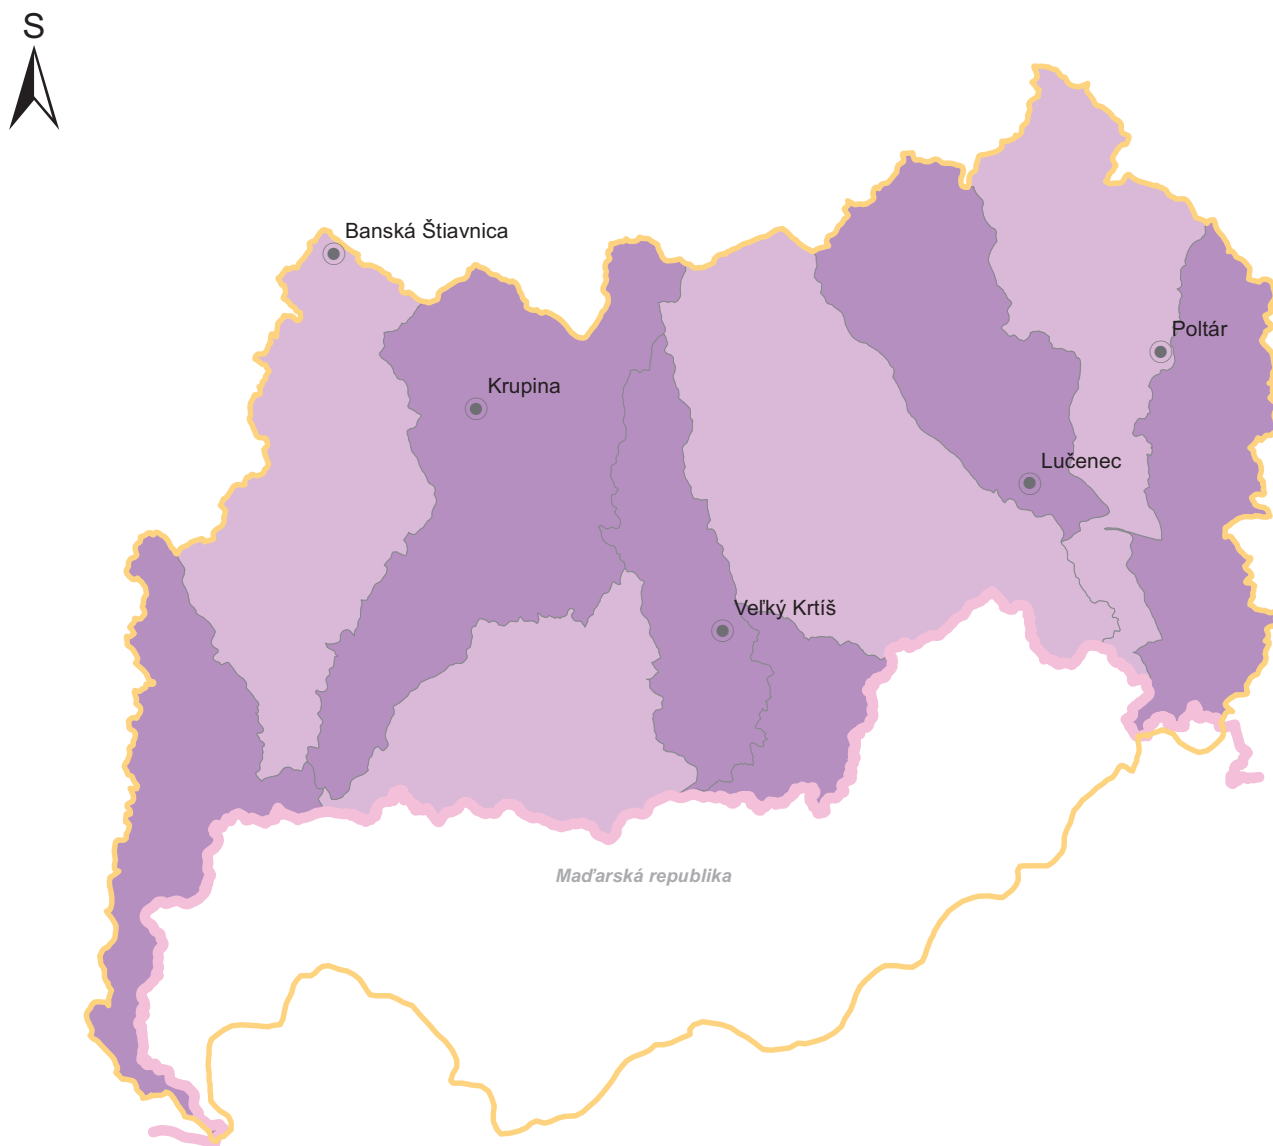 S
Banská Štiavnica
Poltár
Krupina
Lučenec
Veľký Krtíš
Maďarská republika